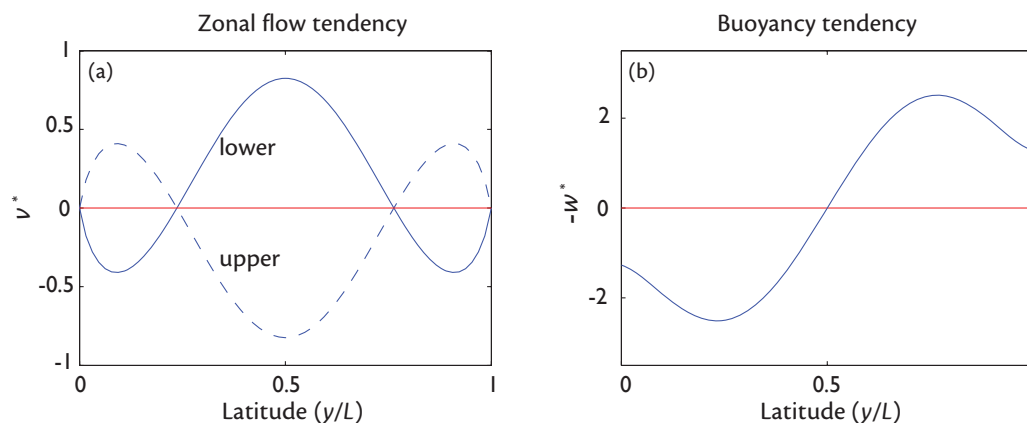 Zonal flow tendency
(a)
1
0.5
0
-0.5
-1
v*
lower
upper
0
0.5
1
Latitude (y/L)
Buoyancy tendency
(b)
2
0
-2
-w*
0
0.5
Latitude (y/L)